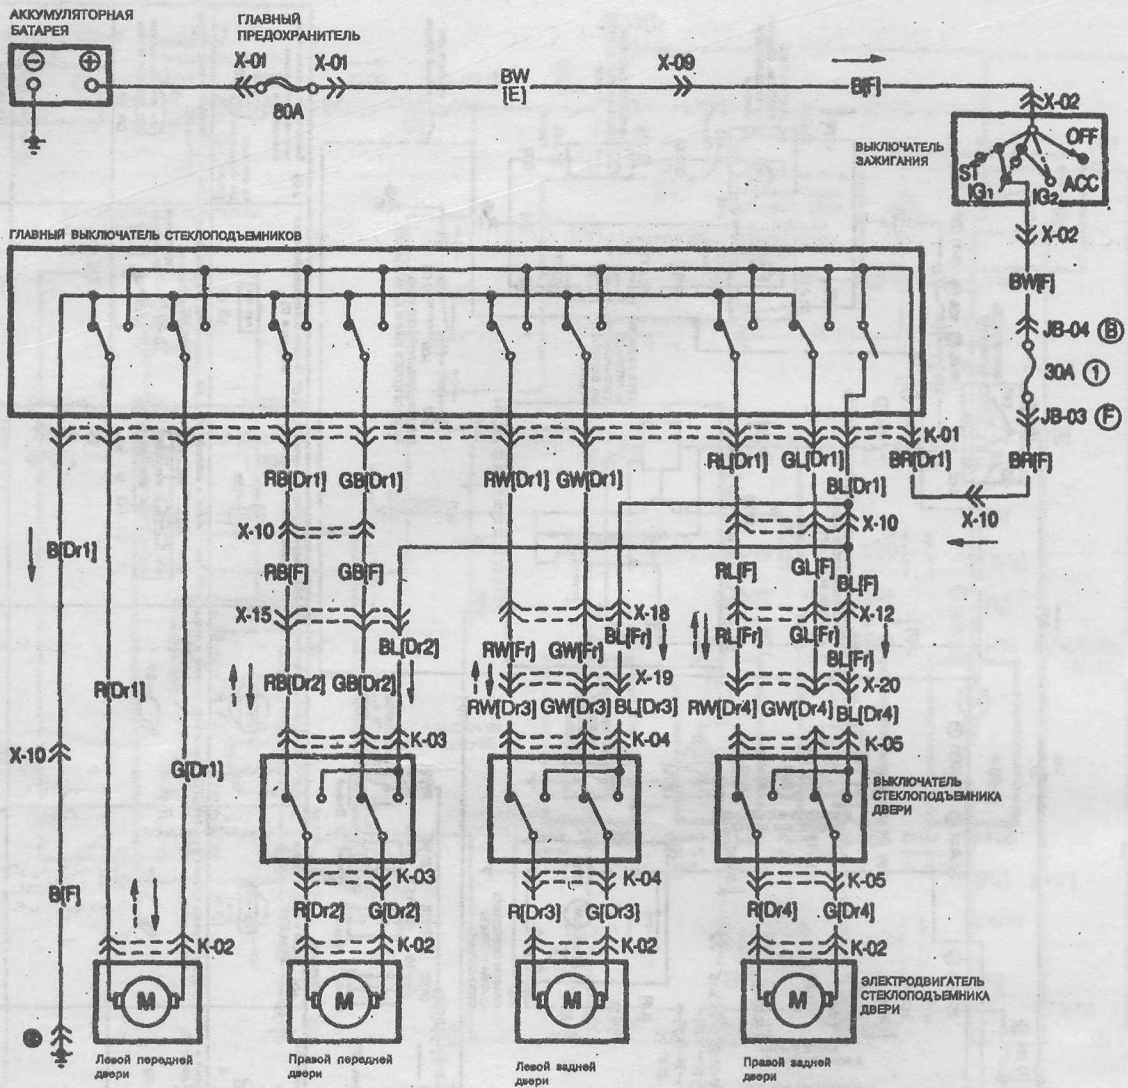 АККУМУЛЯТОРНАЯ
БАТАРЕЯ
ГЛАВНЫЙ
ПРЕДОХРАНИТЕЛЬ
X-01
X-01
80A
BW
[E]
X-09
B[F]
X-02
ВЫКЛЮЧАТЕЛЬ
ЗАЖИГАНИЯ
OFF
ST
IG1
IG2
ACC
X-02
BW[F]
JB-04 B
30A 1
JB-03 F
ГЛАВНЫЙ ВЫКЛЮЧАТЕЛЬ СТЕКЛОПОДЪЕМНИКОВ
K-01
RB[Dr1] GB[Dr1] RW[Dr1] GW[Dr1] RL[Dr1] GL[Dr1] BR[Dr1] BR[F]
BL[Dr1]
X-10
X-10
X-10
B[Dr1]
RB[F] GB[F] RL[F] GL[F] BL[F]
X-15
X-18
X-12
BL[Dr2] RW[Fr] GW[Fr] BL[Fr] RL[Fr] GL[Fr] BL[Fr]
R[Dr1]
RB[Dr2] GB[Dr2]
X-19
X-20
RW[Dr3] GW[Dr3] BL[Dr3] RW[Dr4] GW[Dr4] BL[Dr4]
K-03
K-04
K-05
X-10
G[Dr1]
ВЫКЛЮЧАТЕЛЬ
СТЕКЛОПОДЪЕМНИКА
ДВЕРИ
K-03
K-04
K-05
B[F]
R[Dr2] G[Dr2] R[Dr3] G[Dr3] R[Dr4] G[Dr4]
K-02
K-02
K-02
K-02
M
M
M
M
ЭЛЕКТРОДВИГАТЕЛЬ
СТЕКЛОПОДЪЕМНИКА
ДВЕРИ
Левой передней
двери
Правой передней
двери
Левой задней
двери
Правой задней
двери